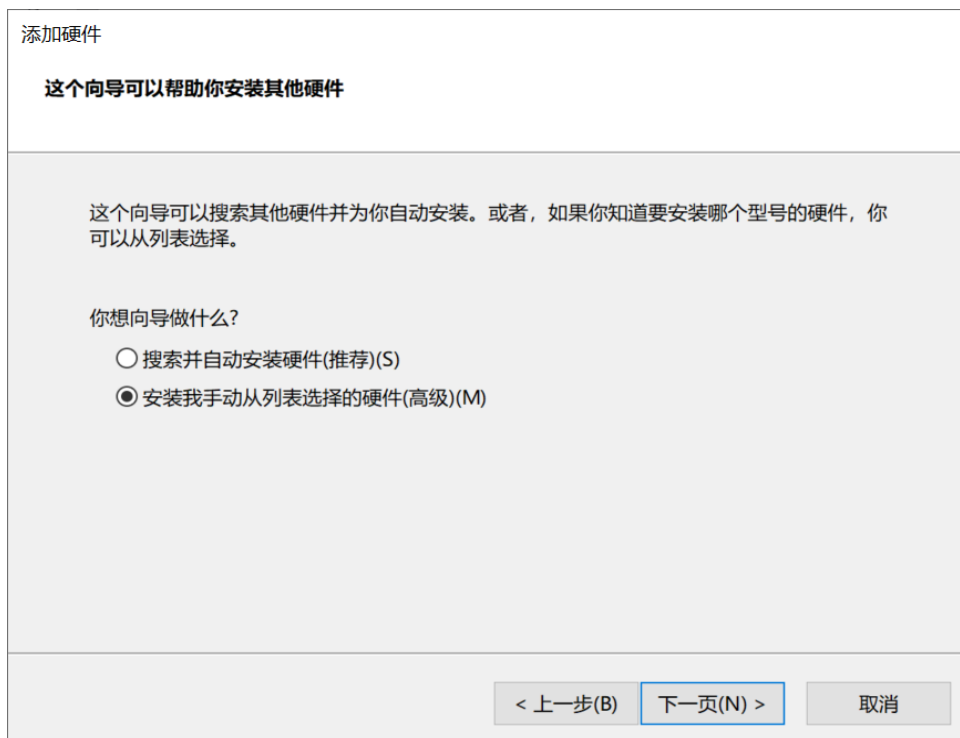 添加硬件
这个向导可以帮助你安装其他硬件
这个向导可以搜索其他硬件并为你自动安装。或者，如果你知道要安装哪个型号的硬件，你
可以从列表选择。
你想向导做什么?
搜索并自动安装硬件(推荐)(S)
安装我手动从列表选择的硬件(高级)(M)
< 上一步(B) 下一页(N) > 取消